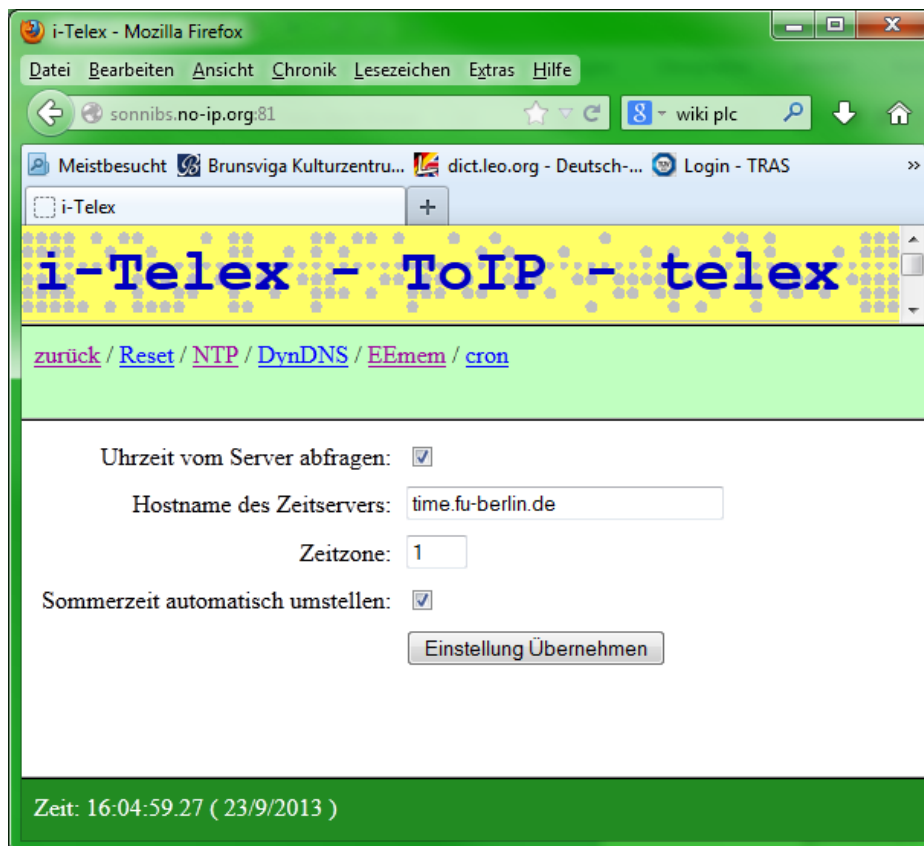 i-Telex - Mozilla Firefox
Datei Bearbeiten Ansicht Chronik Lesezeichen Extras Hilfe
sonnibs.no-ip.org:81 8 wiki plc
Meistbesucht Brunsviga Kulturzentru... dict.leo.org - Deutsch-... Login - TRAS »
i-Telex +
i-Telex - ToIP - telex
zurück / Reset / NTP / DynDNS / EEmem / cron
Uhrzeit vom Server abfragen:
Hostname des Zeitservers: time.fu-berlin.de
Zeitzone: 1
Sommerzeit automatisch umstellen:
Einstellung Übernehmen
Zeit: 16:04:59.27 ( 23/9/2013 )